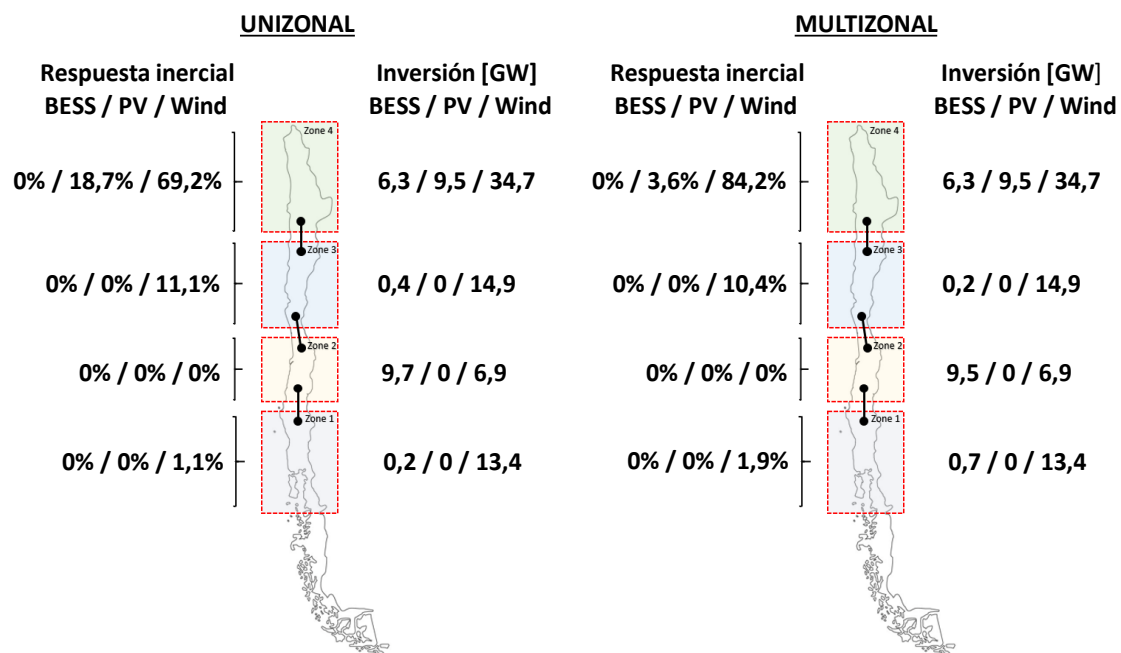 UNIZONAL
Respuesta inercial
BESS / PV / Wind
Inversión [GW]
BESS / PV / Wind
Zone 4
0% / 18,7% / 69,2%
6,3 / 9,5 / 34,7
Zone 3
0% / 0% / 11,1%
0,4 / 0 / 14,9
Zone 2
0% / 0% / 0%
9,7 / 0 / 6,9
Zone 1
0% / 0% / 1,1%
0,2 / 0 / 13,4
MULTIZONAL
Respuesta inercial
BESS / PV / Wind
Inversión [GW]
BESS / PV / Wind
Zone 4
0% / 3,6% / 84,2%
6,3 / 9,5 / 34,7
Zone 3
0% / 0% / 10,4%
0,2 / 0 / 14,9
Zone 2
0% / 0% / 0%
9,5 / 0 / 6,9
Zone 1
0% / 0% / 1,9%
0,7 / 0 / 13,4